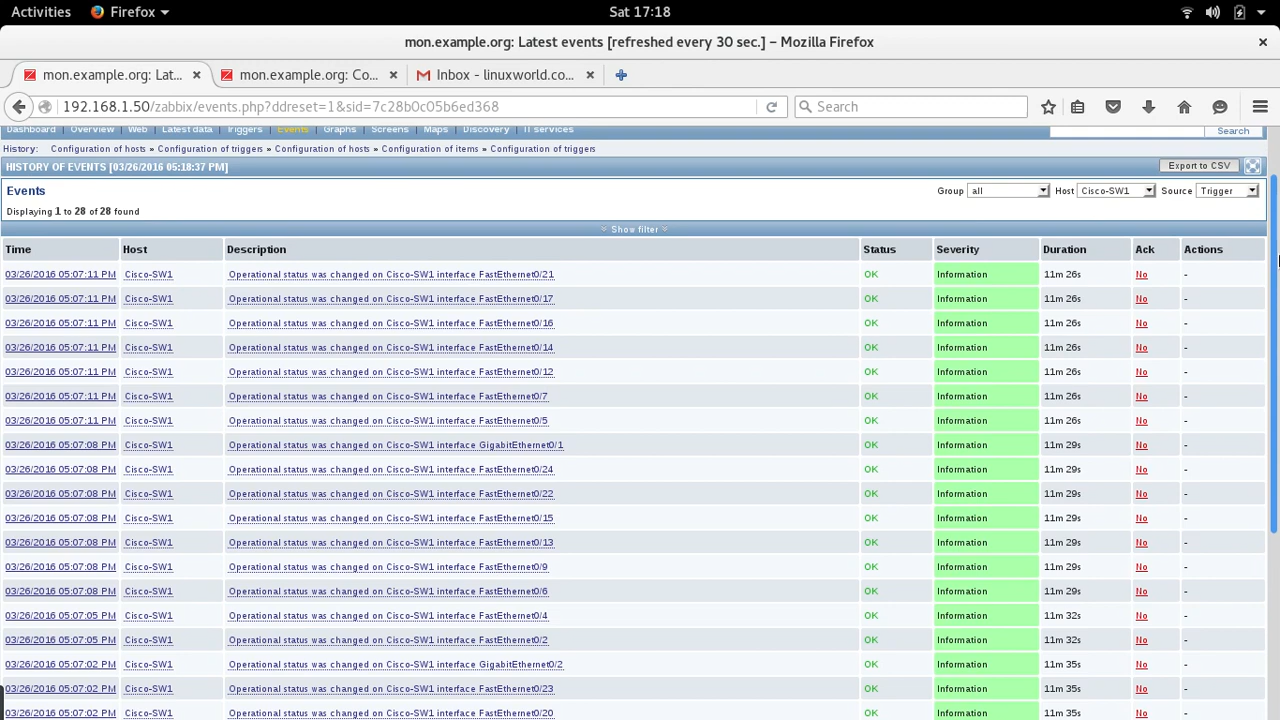 Activities Firefox Sat 17:18
mon.example.org: Latest events [refreshed every 30 sec.] – Mozilla Firefox
mon.example.org: Lat... mon.example.org: Co... Inbox - linuxworld.co...
192.168.1.50/zabbix/events.php?ddreset=1&sid=7c28b0c05b6ed368 Search
Dashboard | Overview | Web | Latest data | Triggers | Events | Graphs | Screens | Maps | Discovery | IT services Search
History: Configuration of hosts » Configuration of triggers » Configuration of hosts » Configuration of items » Configuration of triggers
HISTORY OF EVENTS [03/26/2016 05:18:37 PM] Export to CSV
Events Group all Host Cisco-SW1 Source Trigger
Displaying 1 to 28 of 28 found
Show filter
Time Host Description Status Severity Duration Ack Actions
03/26/2016 05:07:11 PM Cisco-SW1 Operational status was changed on Cisco-SW1 interface FastEthernet0/21 OK Information 11m 26s No -
03/26/2016 05:07:11 PM Cisco-SW1 Operational status was changed on Cisco-SW1 interface FastEthernet0/17 OK Information 11m 26s No -
03/26/2016 05:07:11 PM Cisco-SW1 Operational status was changed on Cisco-SW1 interface FastEthernet0/16 OK Information 11m 26s No -
03/26/2016 05:07:11 PM Cisco-SW1 Operational status was changed on Cisco-SW1 interface FastEthernet0/14 OK Information 11m 26s No -
03/26/2016 05:07:11 PM Cisco-SW1 Operational status was changed on Cisco-SW1 interface FastEthernet0/12 OK Information 11m 26s No -
03/26/2016 05:07:11 PM Cisco-SW1 Operational status was changed on Cisco-SW1 interface FastEthernet0/7 OK Information 11m 26s No -
03/26/2016 05:07:11 PM Cisco-SW1 Operational status was changed on Cisco-SW1 interface FastEthernet0/5 OK Information 11m 26s No -
03/26/2016 05:07:08 PM Cisco-SW1 Operational status was changed on Cisco-SW1 interface GigabitEthernet0/1 OK Information 11m 29s No -
03/26/2016 05:07:08 PM Cisco-SW1 Operational status was changed on Cisco-SW1 interface FastEthernet0/24 OK Information 11m 29s No -
03/26/2016 05:07:08 PM Cisco-SW1 Operational status was changed on Cisco-SW1 interface FastEthernet0/22 OK Information 11m 29s No -
03/26/2016 05:07:08 PM Cisco-SW1 Operational status was changed on Cisco-SW1 interface FastEthernet0/15 OK Information 11m 29s No -
03/26/2016 05:07:08 PM Cisco-SW1 Operational status was changed on Cisco-SW1 interface FastEthernet0/13 OK Information 11m 29s No -
03/26/2016 05:07:08 PM Cisco-SW1 Operational status was changed on Cisco-SW1 interface FastEthernet0/9 OK Information 11m 29s No -
03/26/2016 05:07:08 PM Cisco-SW1 Operational status was changed on Cisco-SW1 interface FastEthernet0/6 OK Information 11m 29s No -
03/26/2016 05:07:05 PM Cisco-SW1 Operational status was changed on Cisco-SW1 interface FastEthernet0/4 OK Information 11m 32s No -
03/26/2016 05:07:05 PM Cisco-SW1 Operational status was changed on Cisco-SW1 interface FastEthernet0/2 OK Information 11m 32s No -
03/26/2016 05:07:02 PM Cisco-SW1 Operational status was changed on Cisco-SW1 interface GigabitEthernet0/2 OK Information 11m 35s No -
03/26/2016 05:07:02 PM Cisco-SW1 Operational status was changed on Cisco-SW1 interface FastEthernet0/23 OK Information 11m 35s No -
03/26/2016 05:07:02 PM Cisco-SW1 Operational status was changed on Cisco-SW1 interface FastEthernet0/20 OK Information 11m 35s No -